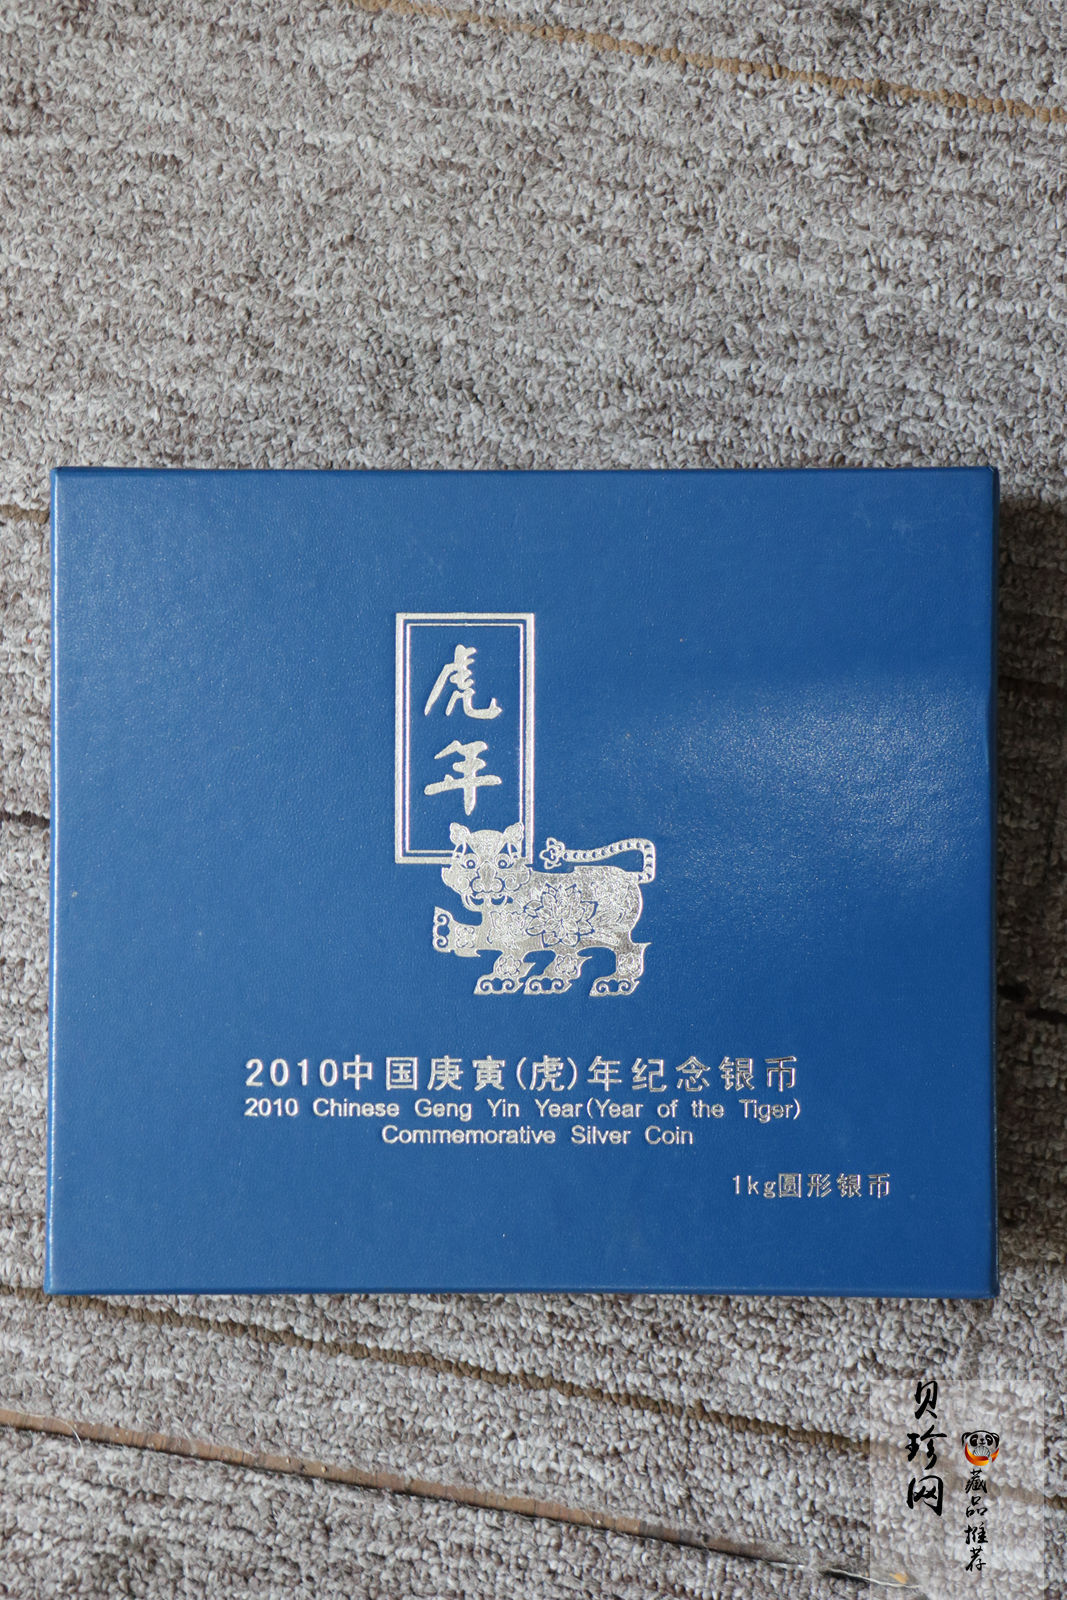 虎年
2010中国庚寅(虎)年纪念银币
2010 Chinese Geng Yin Year(Year of the Tiger)
Commemorative Silver Coin
1kg圆形银币
贝珍网
藏品推荐